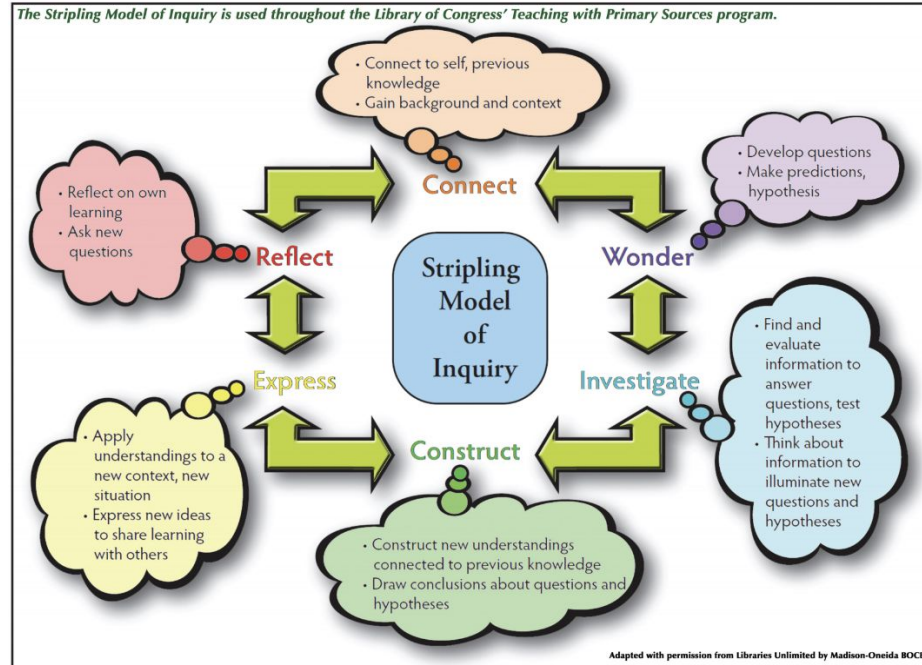 The Stripling Model of Inquiry is used throughout the Library of Congress' Teaching with Primary Sources program.
• Connect to self, previous
knowledge
• Gain background and context
Connect
• Develop questions
• Make predictions,
hypothesis
Wonder
• Find and
evaluate
information to
answer
questions, test
hypotheses
• Think about
information to
illuminate new
questions and
hypotheses
Investigate
Construct
• Construct new understandings
connected to previous knowledge
• Draw conclusions about questions and
hypotheses
Express
• Apply
understandings to
a new context, new
situation
• Express new ideas
to share learning
with others
Reflect
• Reflect on own
learning
• Ask new
questions
Stripling
Model
of
Inquiry
Adapted with permission from Libraries Unlimited by Madison-Oneida